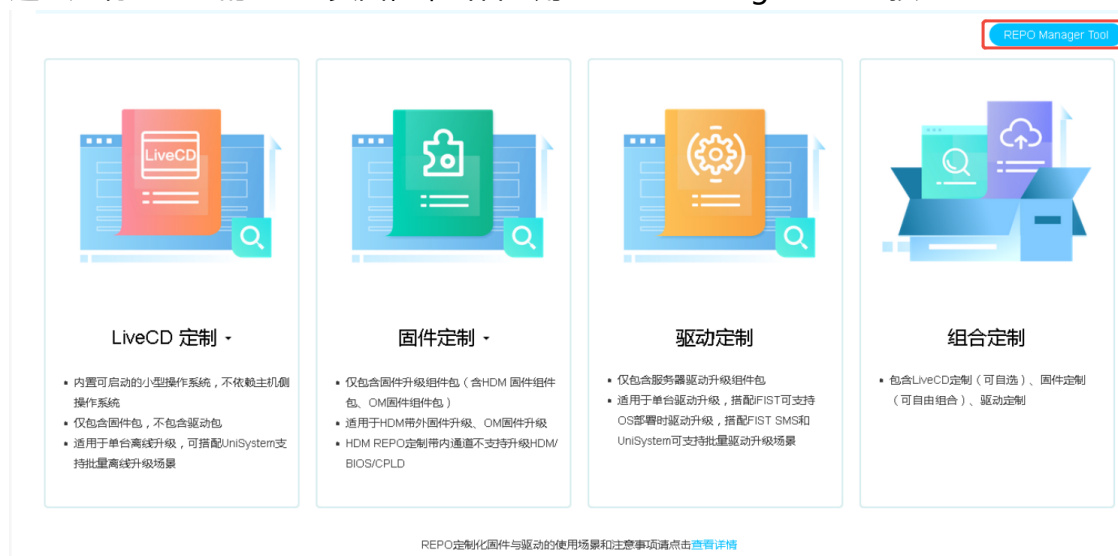 REPO Manager Tool
LiveCD
LiveCD 定制
固件定制
驱动定制
组合定制
▪ 内置可启动的小型操作系统，不依赖主机侧
操作系统
▪ 仅包含固件包，不包含驱动包
▪ 适用于单台离线升级，可搭配UniSystem支
持批量离线升级场景
▪ 仅包含固件升级组件包（含HDM 固件组件
包、OM固件组件包）
▪ 适用于HDM带外固件升级、OM固件升级
▪ HDM REPO定制带内通道不支持升级HDM/
BIOS/CPLD
▪ 仅包含服务器驱动升级组件包
▪ 适用于单台驱动升级，搭配iFIST可支持
OS部署时驱动升级，搭配FIST SMS和
UniSystem可支持批量驱动升级场景
▪ 包含LiveCD定制（可自选）、固件定制
（可自由组合）、驱动定制
REPO定制化固件与驱动的使用场景和注意事项请点击查看详情